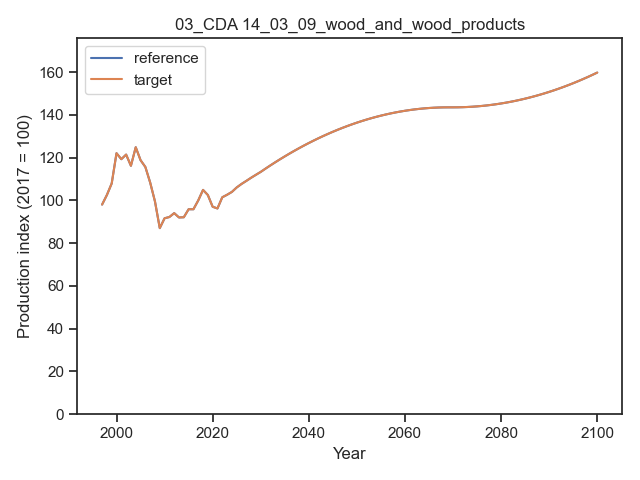 03_CDA 14_03_09_wood_and_wood_products
reference
target
Production index (2017 = 100)
160
140
120
100
80
60
40
20
0
2000 2020 2040 2060 2080 2100
Year